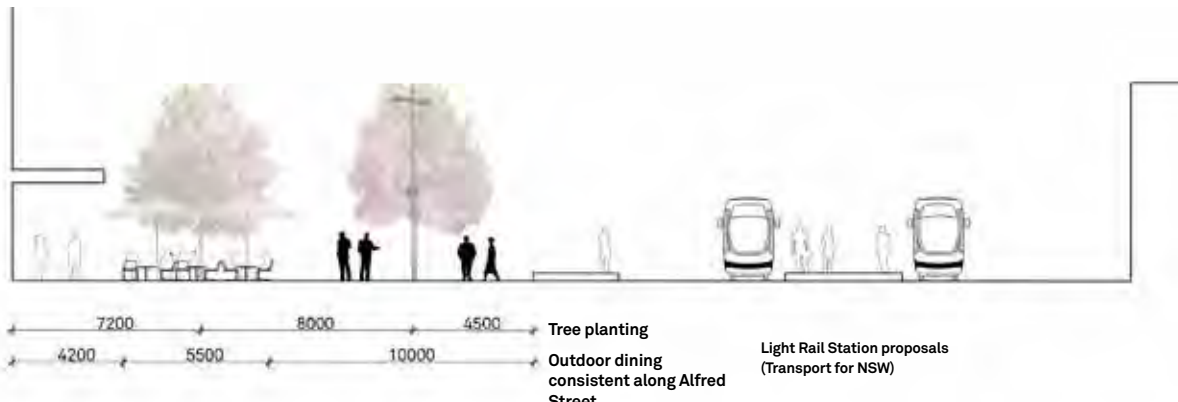 7200 8000 4500 Tree planting
4200 5500 10000 Outdoor dining
consistent along Alfred
Street
Light Rail Station proposals
(Transport for NSW)